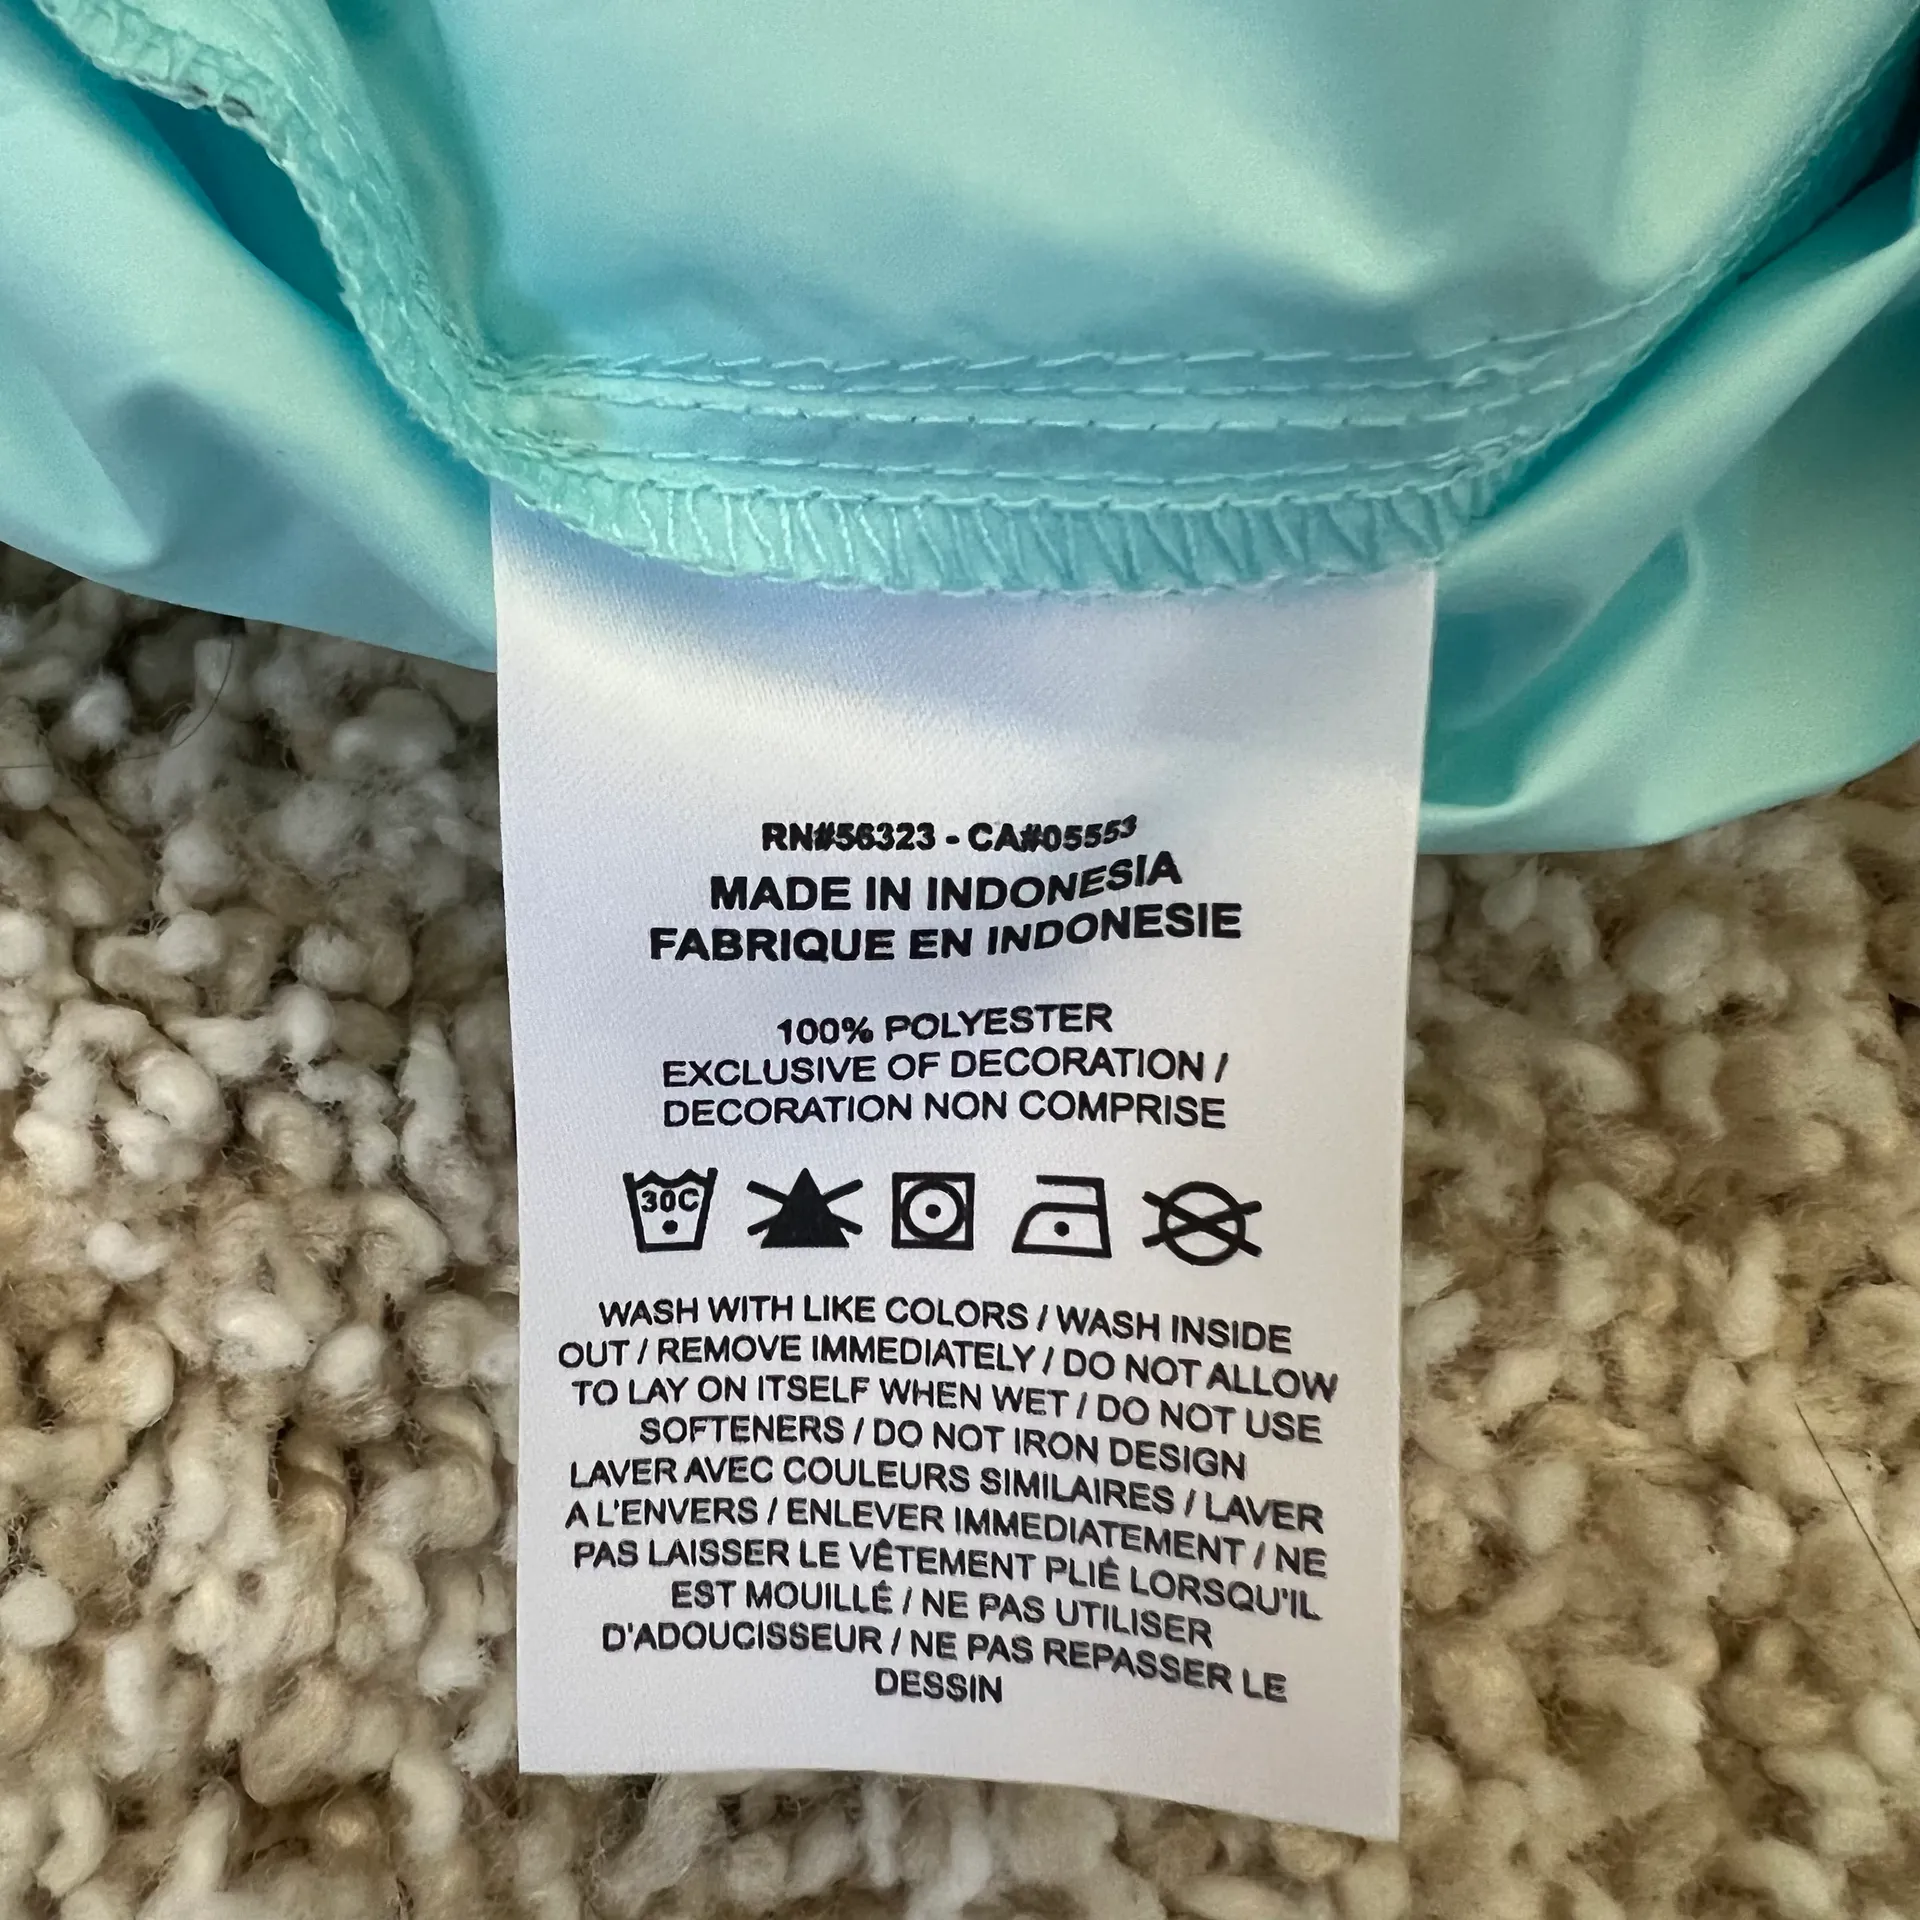 RN#56323 - CA#05553
MADE IN INDONESIA
FABRIQUE EN INDONESIE
100% POLYESTER
EXCLUSIVE OF DECORATION /
DECORATION NON COMPRISE
30C
WASH WITH LIKE COLORS / WASH INSIDE
OUT / REMOVE IMMEDIATELY / DO NOT ALLOW
TO LAY ON ITSELF WHEN WET / DO NOT USE
SOFTENERS / DO NOT IRON DESIGN
LAVER AVEC COULEURS SIMILAIRES / LAVER
A L'ENVERS / ENLEVER IMMEDIATEMENT / NE
PAS LAISSER LE VÊTEMENT PLIÉ LORSQU'IL
EST MOUILLÉ / NE PAS UTILISER
D'ADOUCISSEUR / NE PAS REPASSER LE
DESSIN